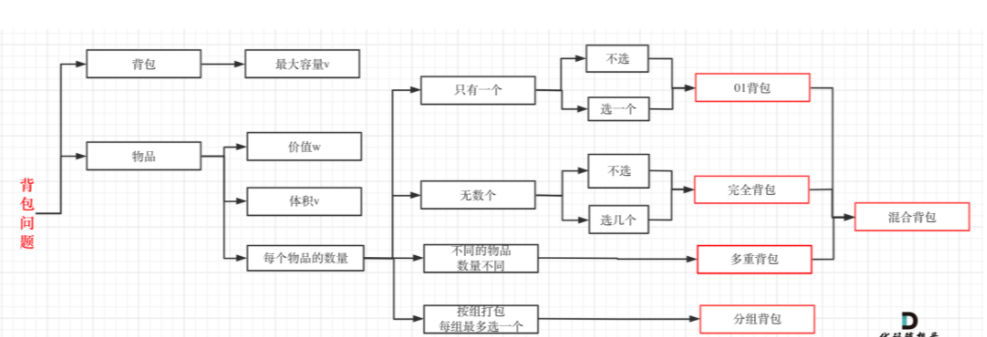 背包问题
背包
最大容量v
物品
价值w
体积v
每个物品的数量
只有一个
不选
选一个
01背包
无数个
不选
选几个
完全背包
不同的物品
数量不同
多重背包
混合背包
按组打包
每组最多选一个
分组背包